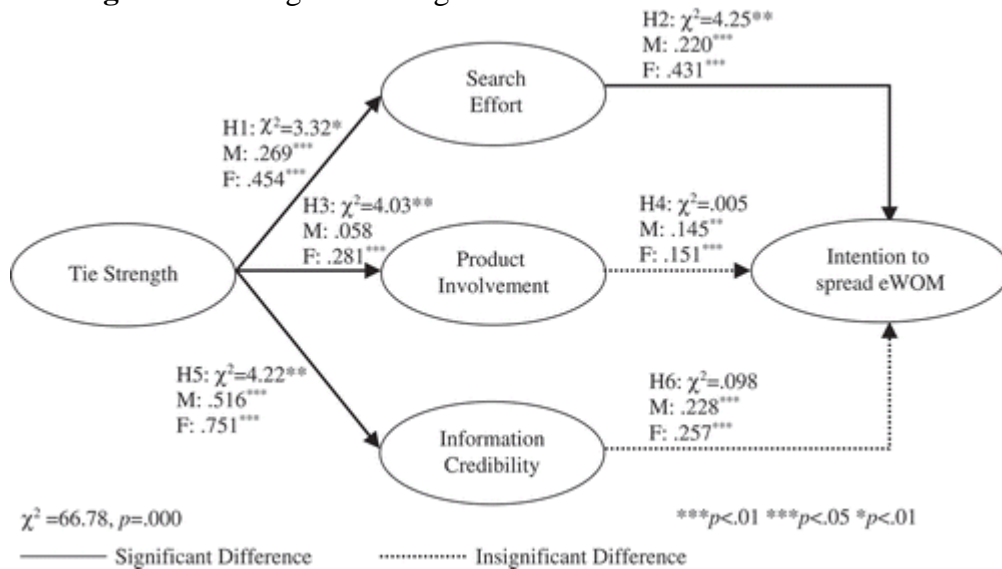 H2: χ²=4.25**
M: .220***
F: .431***
Search
Effort
H1: χ²=3.32*
M: .269***
F: .454***
H3: χ²=4.03**
M: .058
F: .281***
H4: χ²=.005
M: .145**
F: .151***
Tie Strength
Product
Involvement
Intention to
spread eWOM
H5: χ²=4.22**
M: .516***
F: .751***
H6: χ²=.098
M: .228***
F: .257***
Information
Credibility
χ² =66.78, p=.000
***p<.01 ***p<.05 *p<.01
Significant Difference
Insignificant Difference